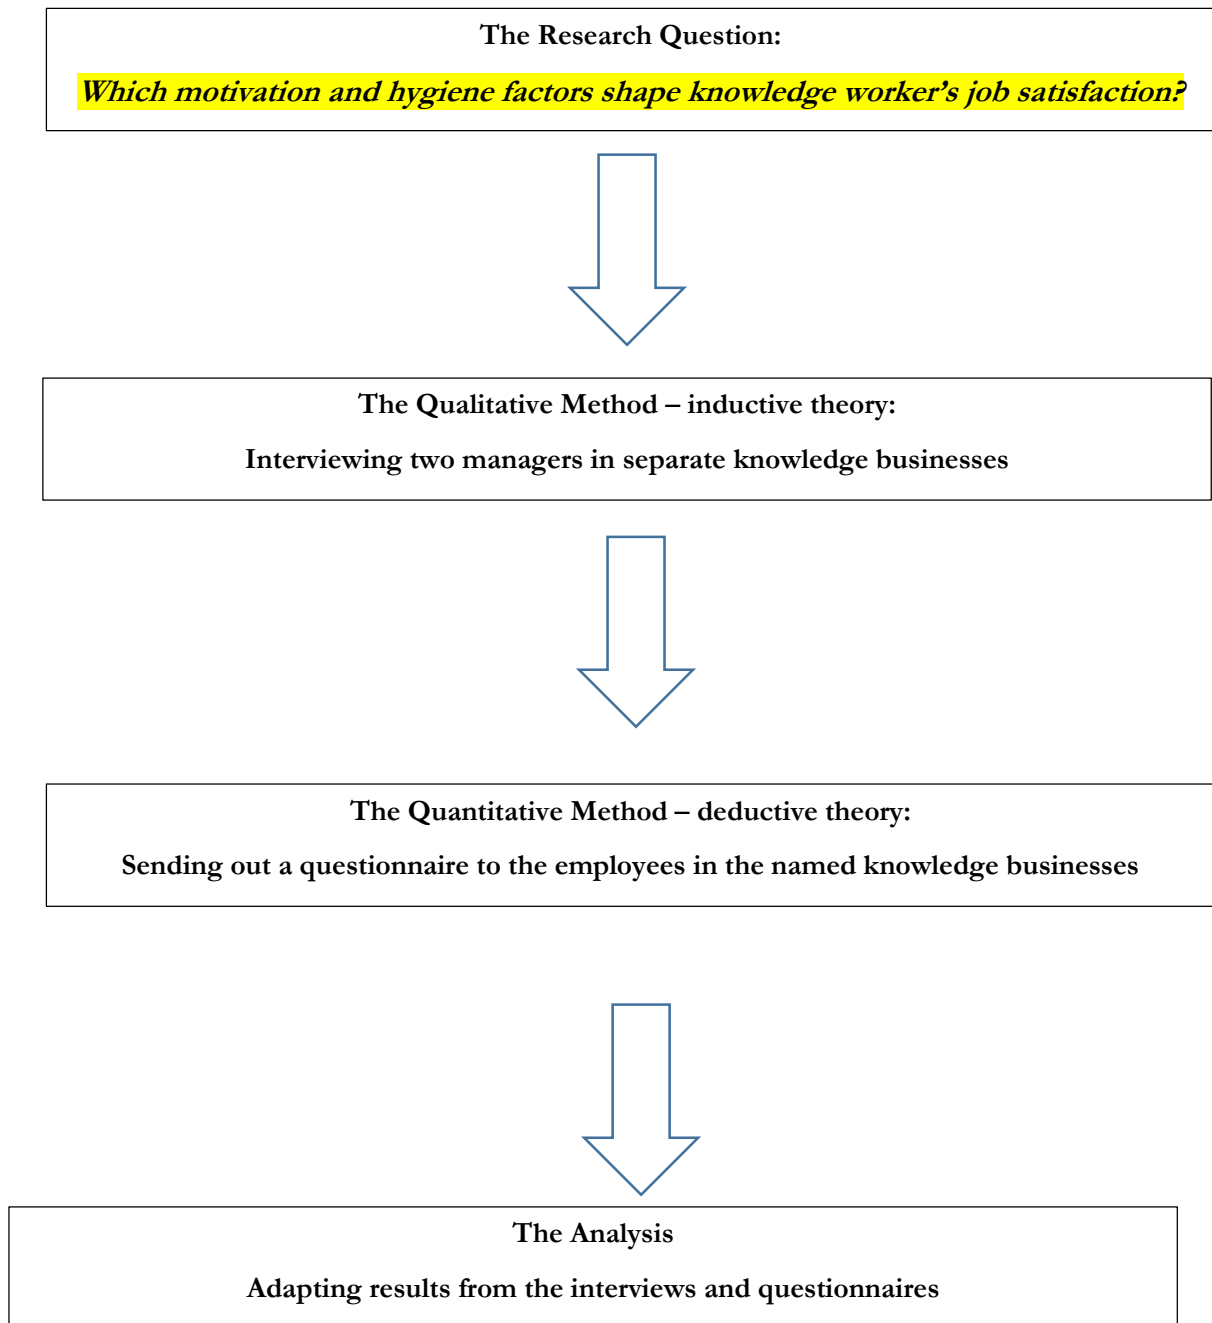 The Research Question:
Which motivation and hygiene factors shape knowledge worker’s job satisfaction?
The Qualitative Method – inductive theory:
Interviewing two managers in separate knowledge businesses
The Quantitative Method – deductive theory:
Sending out a questionnaire to the employees in the named knowledge businesses
The Analysis
Adapting results from the interviews and questionnaires